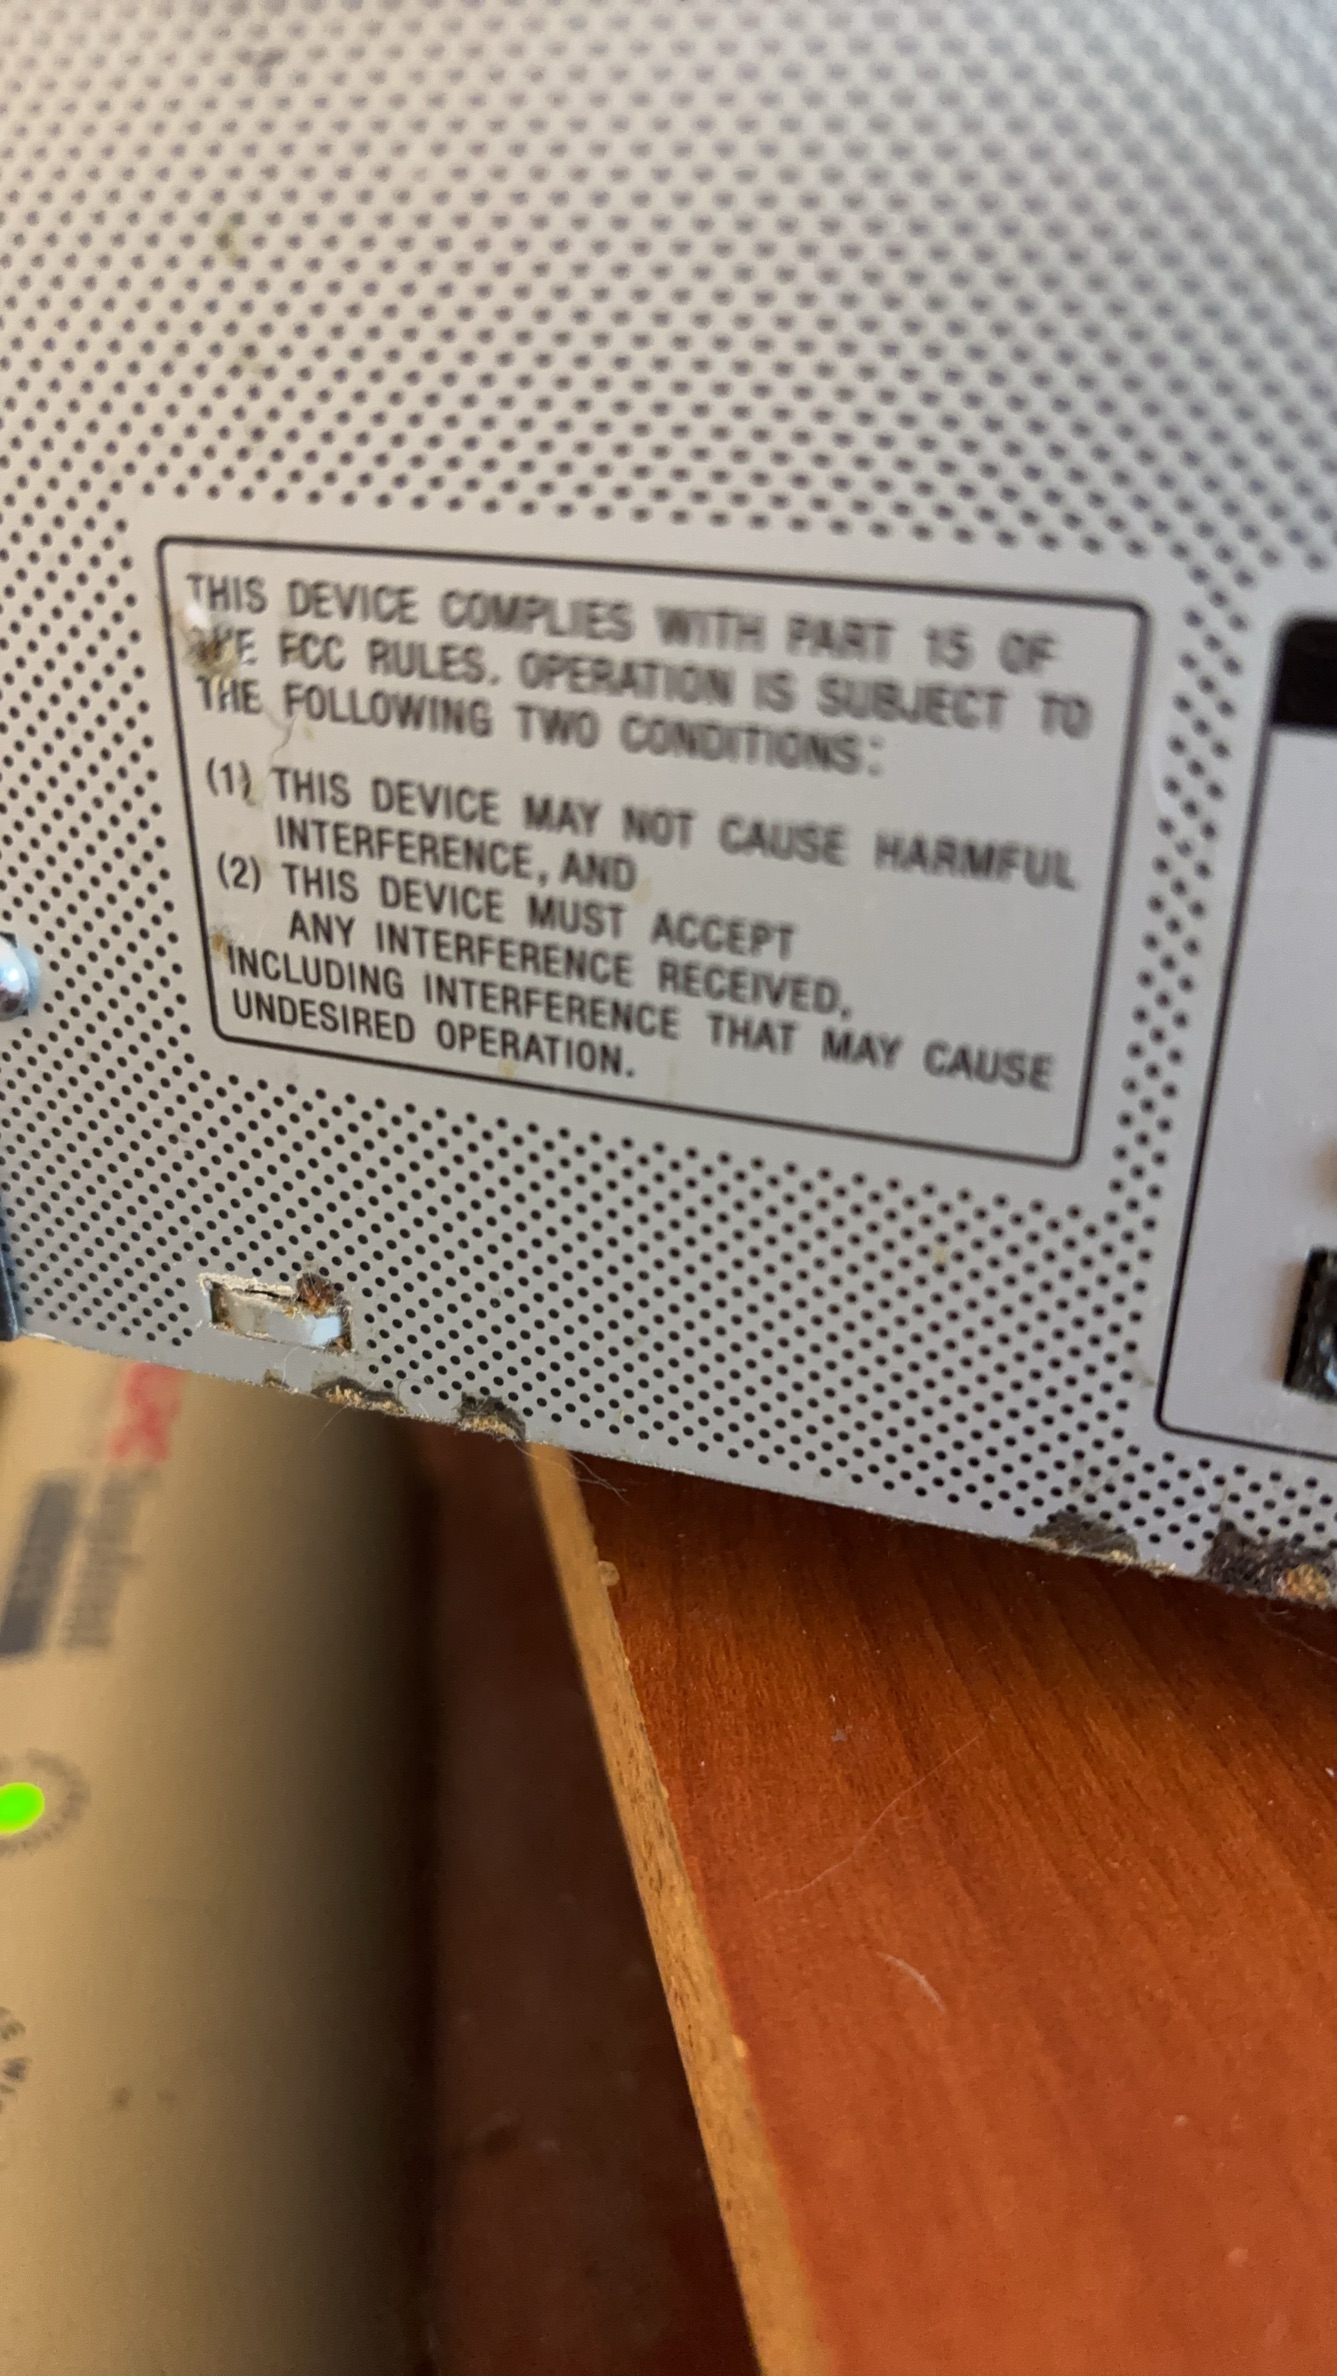 THIS DEVICE COMPLIES WITH PART 15 OF
THE FCC RULES. OPERATION IS SUBJECT TO
THE FOLLOWING TWO CONDITIONS:
(1) THIS DEVICE MAY NOT CAUSE HARMFUL
INTERFERENCE, AND
(2) THIS DEVICE MUST ACCEPT
ANY INTERFERENCE RECEIVED,
INCLUDING INTERFERENCE THAT MAY CAUSE
UNDESIRED OPERATION.